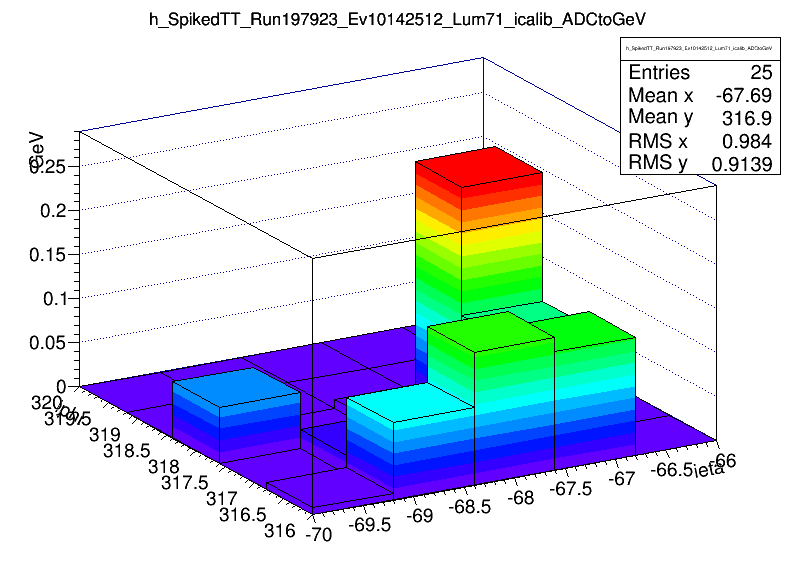 h_SpikedTT_Run197923_Ev10142512_Lum71_icalib_ADCtoGeV
h_SpikedTT_Run197923_Ev10142512_Lum71_icalib_ADCtoGeV
Entries 25
Mean x -67.69
Mean y 316.9
RMS x 0.984
RMS y 0.9139
GeV
0.25
0.2
0.15
0.1
0.05
0
320
319.5
319
318.5
318
317.5
317
316.5
316
iphi
-70
-69.5
-69
-68.5
-68
-67.5
-67
-66.5
-66
ieta